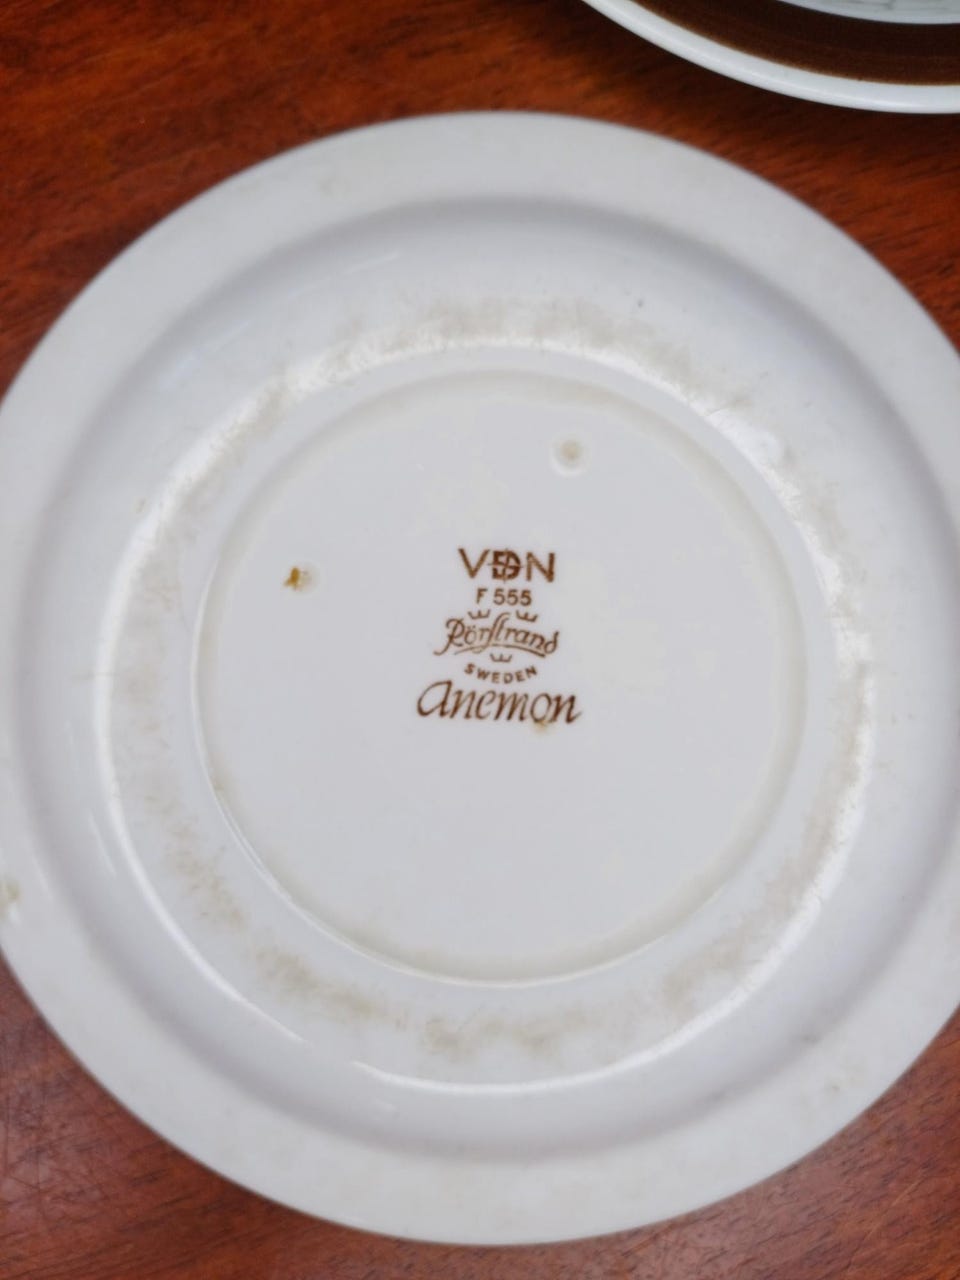 VDN
F 555
Rörstrand
SWEDEN
Anemon